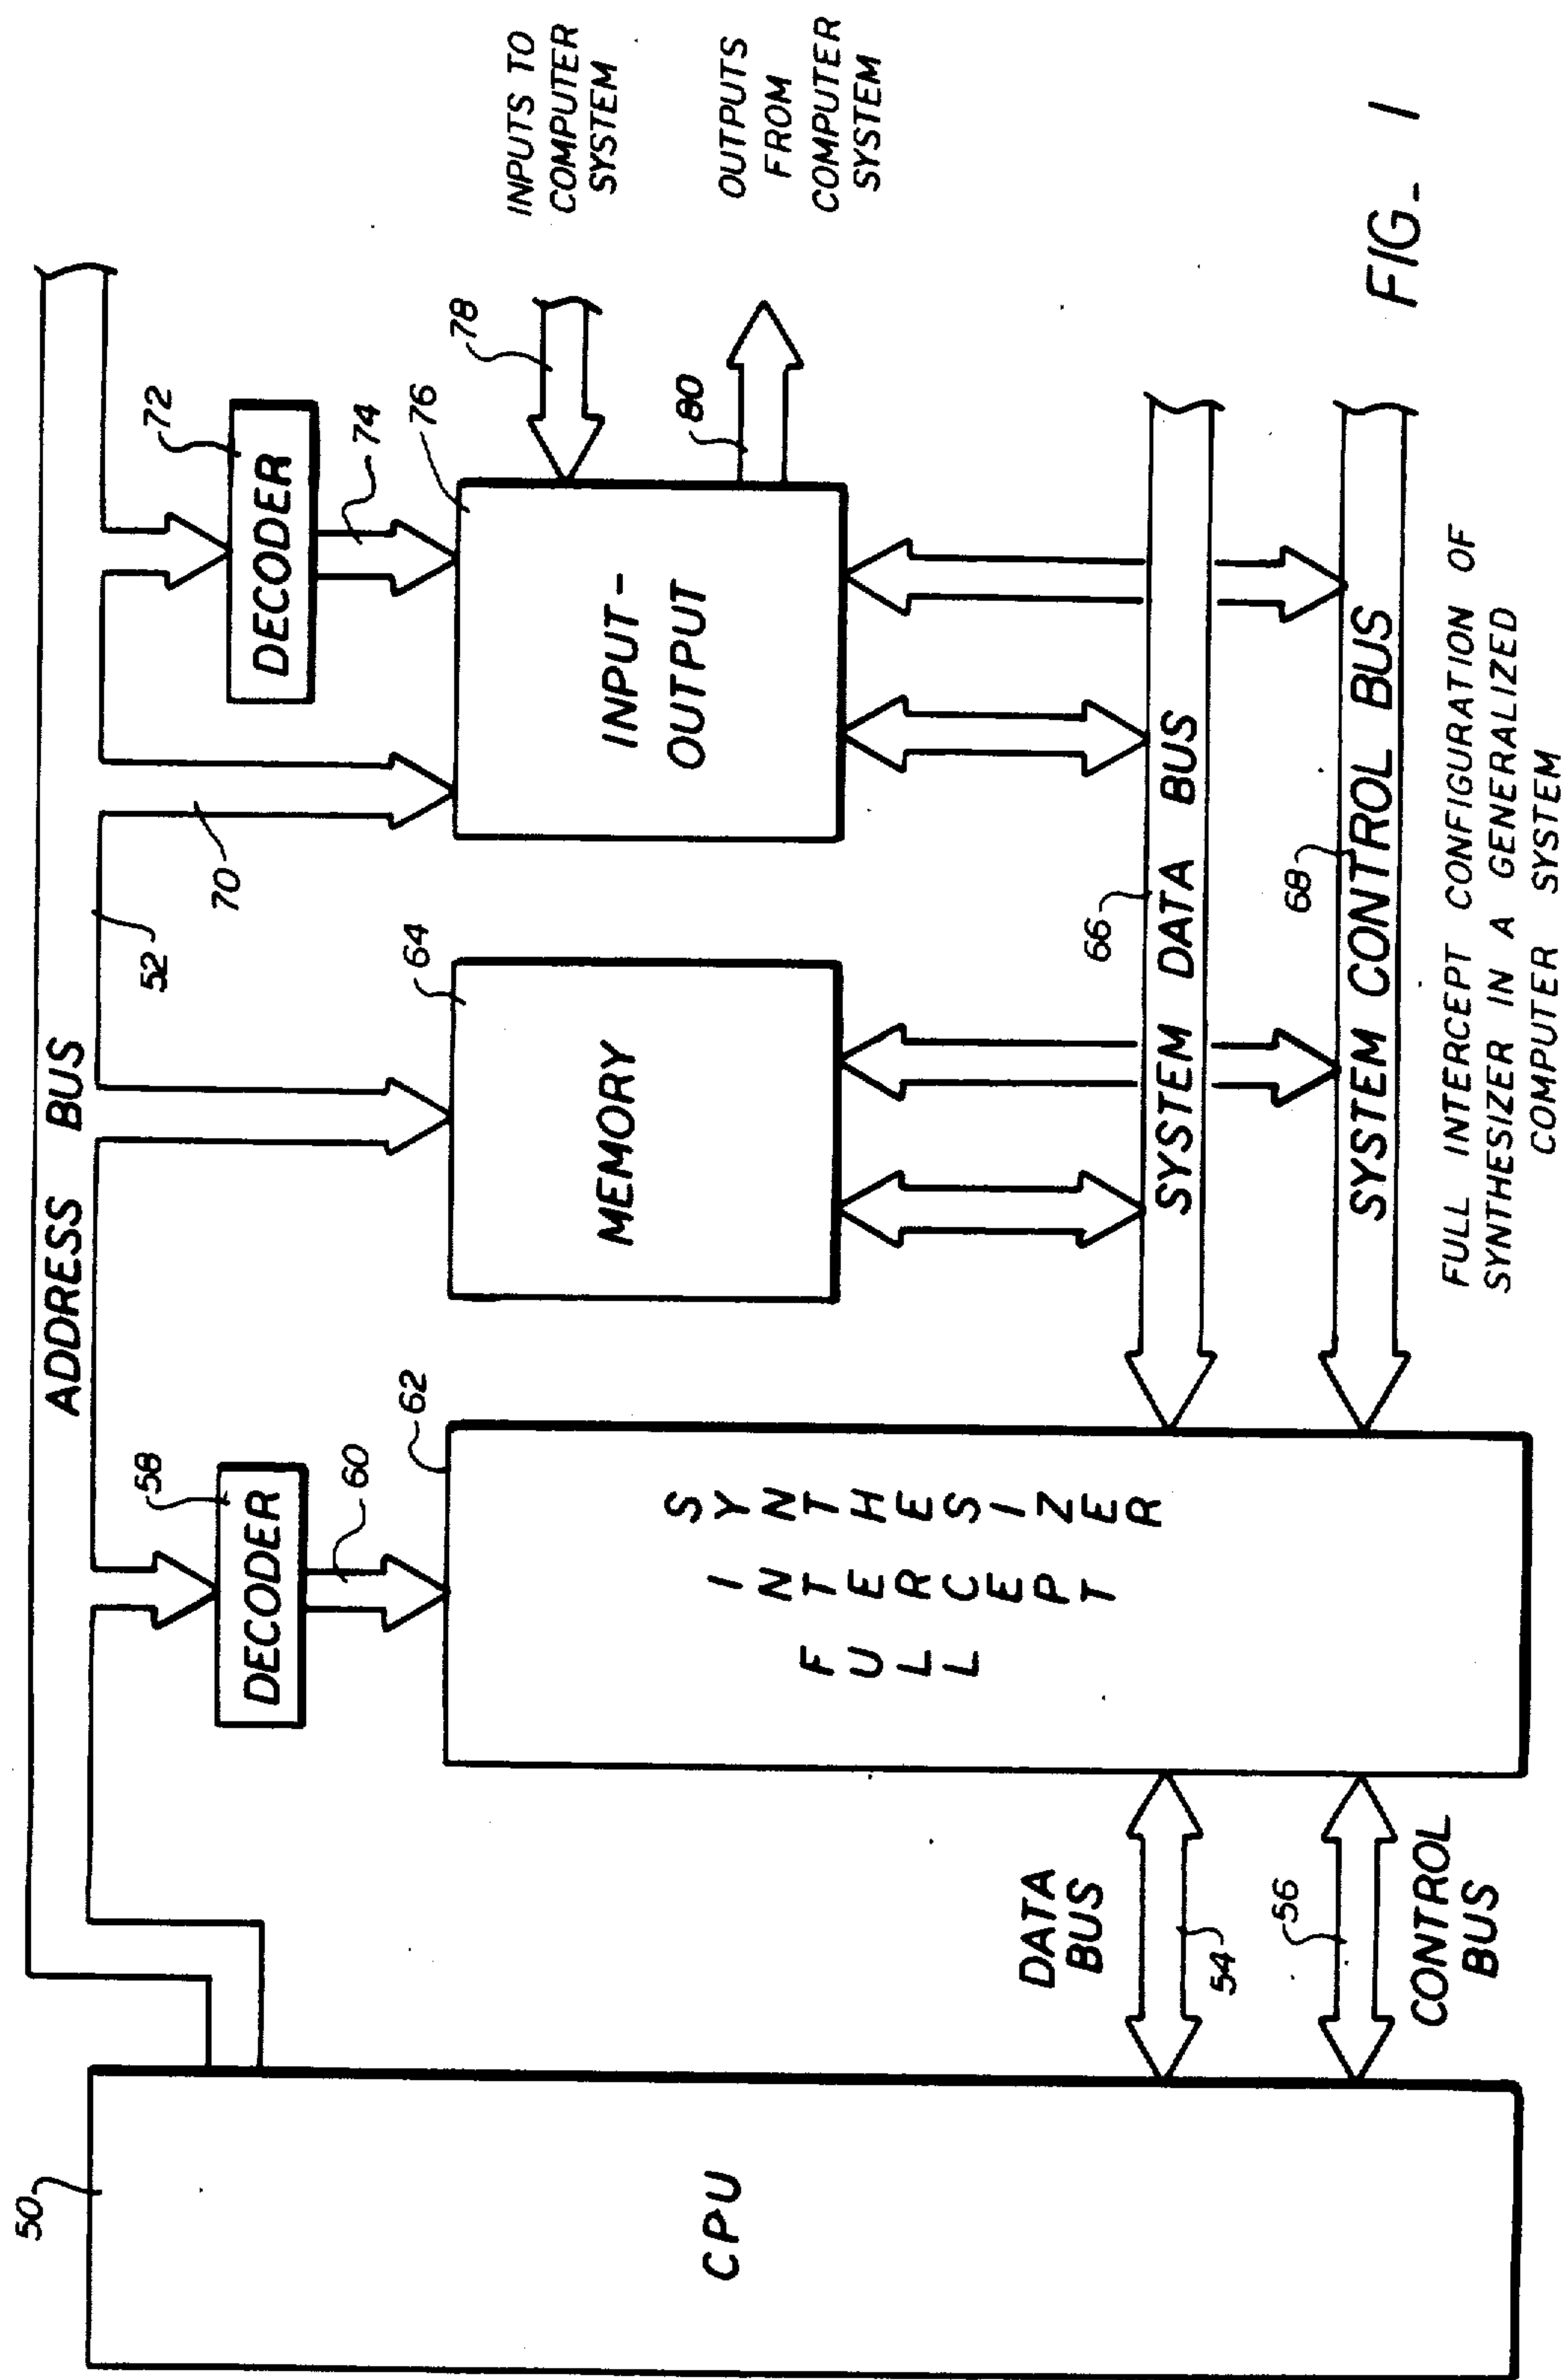 ADDRESS BUS
50
52
58
DECODER
60
62
FULL
INTERCEPT
SYNTHESIZER
64
MEMORY
70
72
DECODER
74
76
INPUT-
OUTPUT
78
80
INPUTS TO
COMPUTER
SYSTEM
OUTPUTS
FROM
COMPUTER
SYSTEM
CPU
DATA
BUS
54
56
CONTROL
BUS
66
SYSTEM DATA BUS
68
SYSTEM CONTROL BUS
FULL INTERCEPT CONFIGURATION OF
SYNTHESIZER IN A GENERALIZED
COMPUTER SYSTEM
FIG_ 1